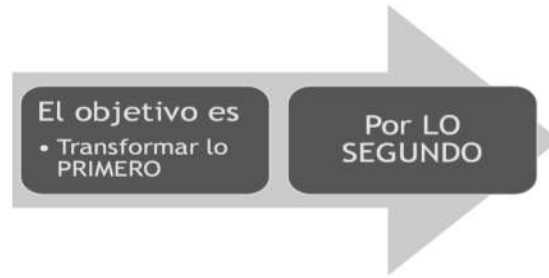 El objetivo es
• Transformar lo
PRIMERO
Por LO
SEGUNDO